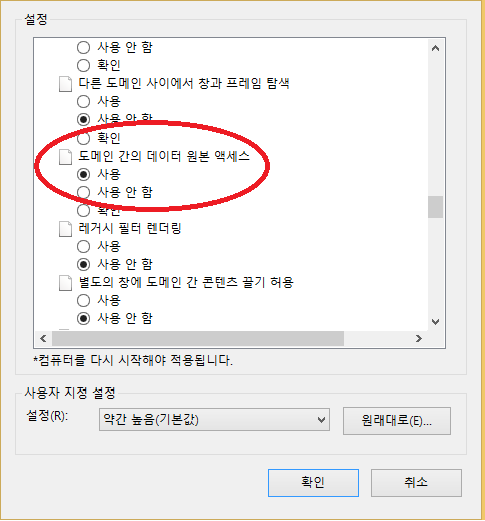 설정
사용 안 함
확인
다른 도메인 사이에서 창과 프레임 탐색
사용
사용 안 함
확인
도메인 간의 데이터 원본 액세스
사용
사용 안 함
확인
레거시 필터 렌더링
사용
사용 안 함
별도의 창에 도메인 간 콘텐츠 끌기 허용
사용
사용 안 함
*컴퓨터를 다시 시작해야 적용됩니다.
사용자 지정 설정
설정(R): 약간 높음(기본값) 원래대로(E)...
확인 취소